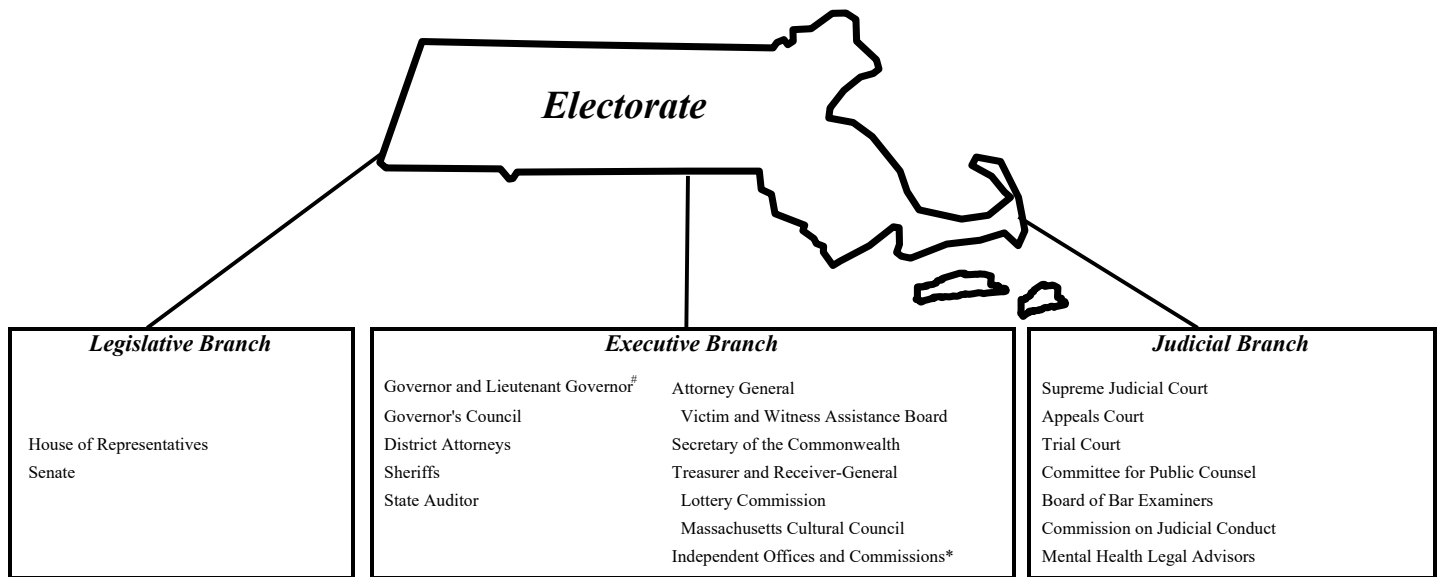 Electorate
Legislative Branch
House of Representatives
Senate
Executive Branch
Governor and Lieutenant Governor#
Governor's Council
District Attorneys
Sheriffs
State Auditor
Attorney General
Victim and Witness Assistance Board
Secretary of the Commonwealth
Treasurer and Receiver-General
Lottery Commission
Massachusetts Cultural Council
Independent Offices and Commissions*
Judicial Branch
Supreme Judicial Court
Appeals Court
Trial Court
Committee for Public Counsel
Board of Bar Examiners
Commission on Judicial Conduct
Mental Health Legal Advisors